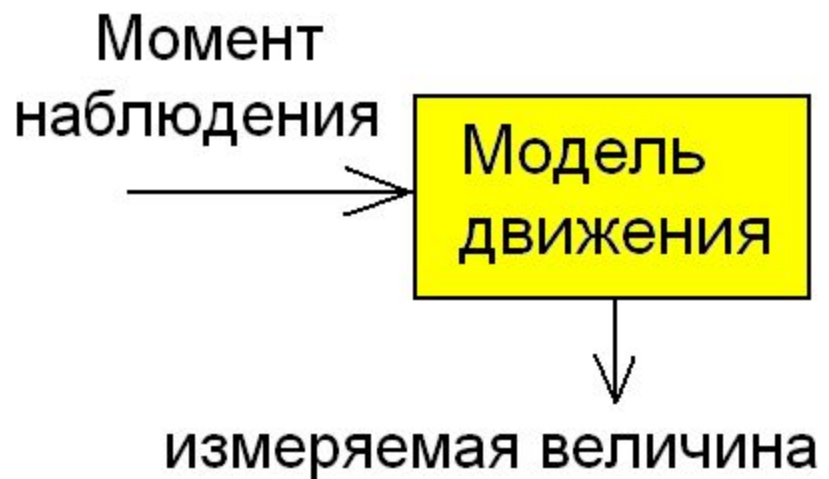 Момент
наблюдения
Модель
движения
измеряемая величина